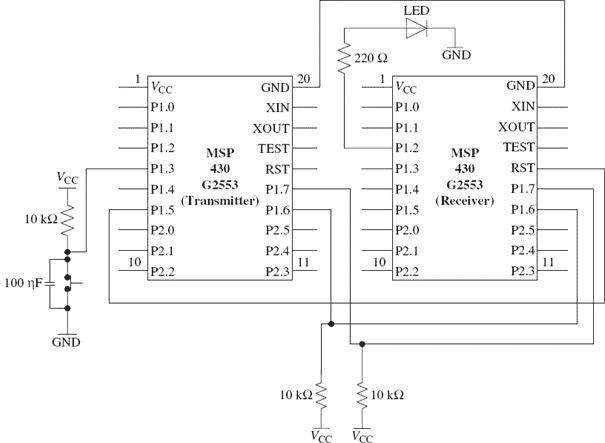 LED
220 Ω
GND
1 VCC GND 20
P1.0 XIN
P1.1 XOUT
P1.2 TEST
P1.3 RST
P1.4 P1.7
P1.5 P1.6
P2.0 P2.5
P2.1 P2.4
10 P2.2 P2.3 11
MSP
430
G2553
(Transmitter)
1 VCC GND 20
P1.0 XIN
P1.1 XOUT
P1.2 TEST
P1.3 RST
P1.4 P1.7
P1.5 P1.6
P2.0 P2.5
P2.1 P2.4
10 P2.2 P2.3 11
MSP
430
G2553
(Receiver)
VCC
10 kΩ
100 ηF
GND
10 kΩ 10 kΩ
VCC VCC